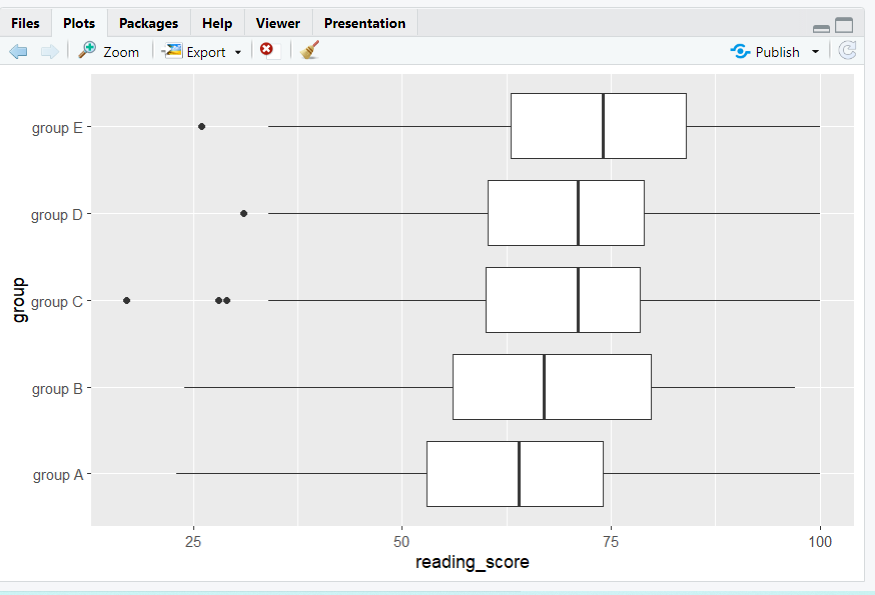 Files Plots Packages Help Viewer Presentation
Zoom Export Publish
group E
group D
group C
group B
group A
group
25 50 75 100
reading_score